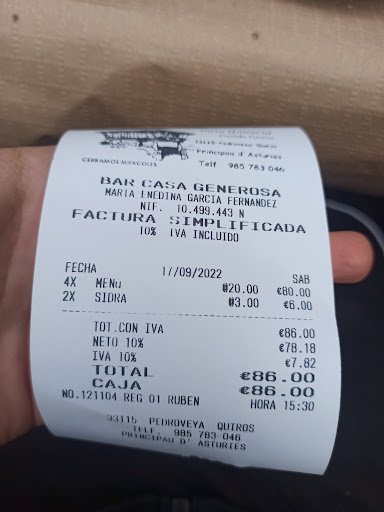 33115 Pedroveya. Quirós
Principau d' Asturies
CERRAMOS MIERCOLES
Telf. 985 783 046
BAR CASA GENEROSA
MARIA ENEDINA GARCIA FERNANDEZ
NIF. 10.499.443 N
FACTURA SIMPLIFICADA
10% IVA INCLUIDO
FECHA 17/09/2022 SAB
4X MENU @20.00 €80.00
2X SIDRA @3.00 €6.00
TOT.CON IVA €86.00
NETO 10% €78.18
IVA 10% €7.82
TOTAL €86.00
CAJA €86.00
NO.121104 REG 01 RUBEN HORA 15:30
33115 PEDROVEYA QUIROS
TELF. 985 783 046
PRINCIPAU D' ASTURIES